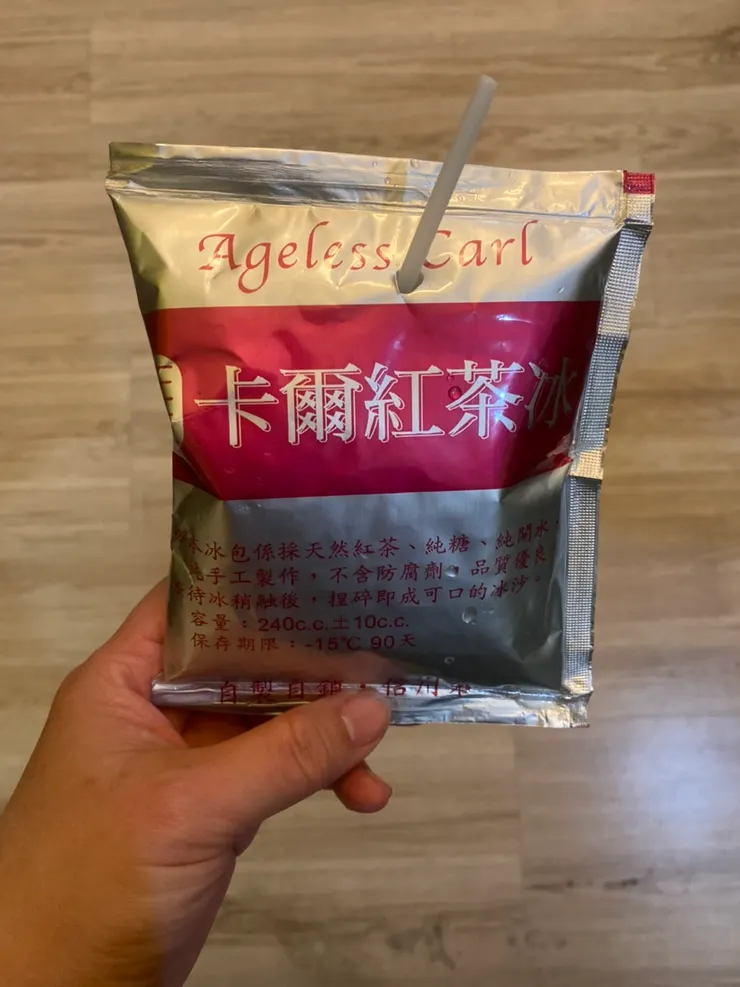 Ageless Carl
卡爾紅茶冰
本冰包係採天然紅茶、純糖、純開水
純手工製作，不含防腐劑，品質優良
待冰稍融後，捏碎即成可口的冰沙。
容量：240c.c.±10c.c.
保存期限：-15℃ 90天
自製自銷